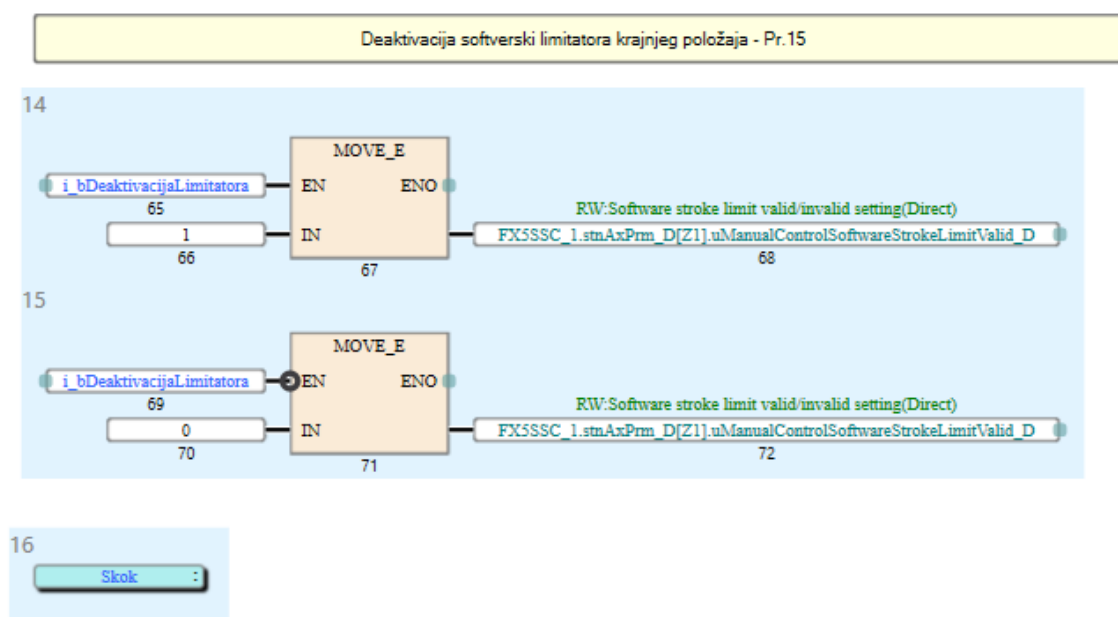 Deaktivacija softverski limitatora krajnjeg položaja - Pr.15
14
MOVE_E
i_bDeaktivacijaLimitatora EN ENO
65 RW:Software stroke limit valid/invalid setting(Direct)
1 IN FX5SSC_1.stnAxPrm_D[Z1].uManualControlSoftwareStrokeLimitValid_D
66 67 68
15
MOVE_E
i_bDeaktivacijaLimitatora EN ENO
69 RW:Software stroke limit valid/invalid setting(Direct)
0 IN FX5SSC_1.stnAxPrm_D[Z1].uManualControlSoftwareStrokeLimitValid_D
70 71 72
16
Skok :